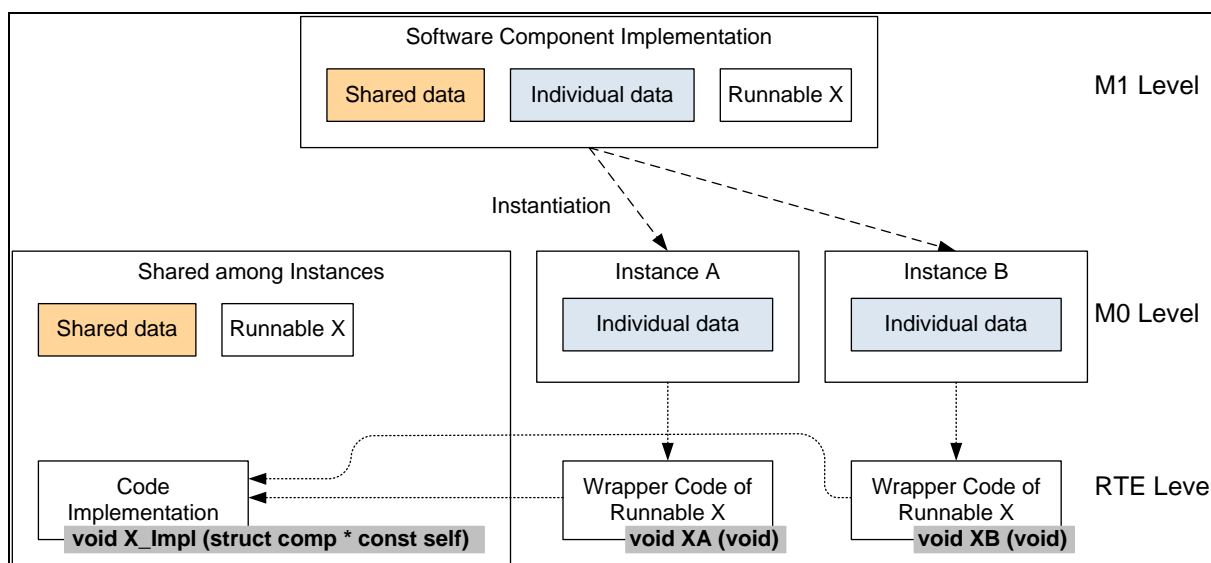 Software Component Implementation
Shared data
Individual data
Runnable X
M1 Level
Instantiation
Shared among Instances
Shared data
Runnable X
Instance A
Individual data
Instance B
Individual data
M0 Level
Code
Implementation
void X_Impl (struct comp * const self)
Wrapper Code of
Runnable X
void XA (void)
Wrapper Code of
Runnable X
void XB (void)
RTE Level